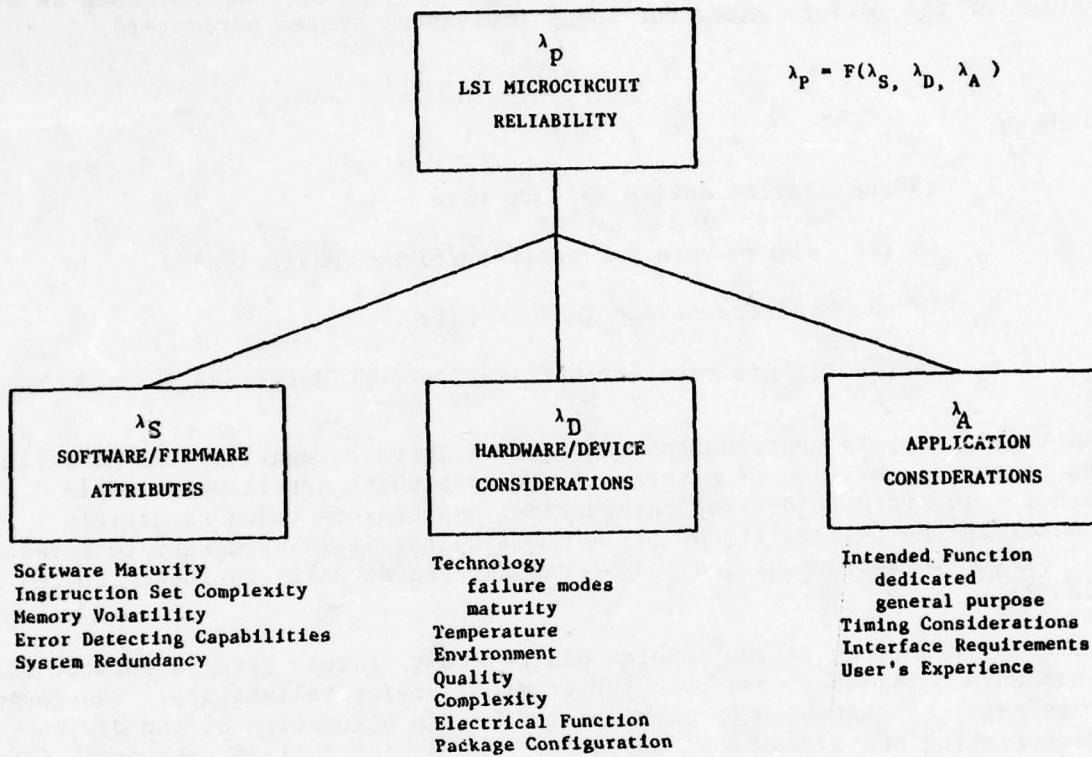 λP
LSI MICROCIRCUIT
RELIABILITY
λP = F(λS, λD, λA)
λS
SOFTWARE/FIRMWARE
ATTRIBUTES
Software Maturity
Instruction Set Complexity
Memory Volatility
Error Detecting Capabilities
System Redundancy
λD
HARDWARE/DEVICE
CONSIDERATIONS
Technology
failure modes
maturity
Temperature
Environment
Quality
Complexity
Electrical Function
Package Configuration
λA
APPLICATION
CONSIDERATIONS
Intended Function
dedicated
general purpose
Timing Considerations
Interface Requirements
User's Experience